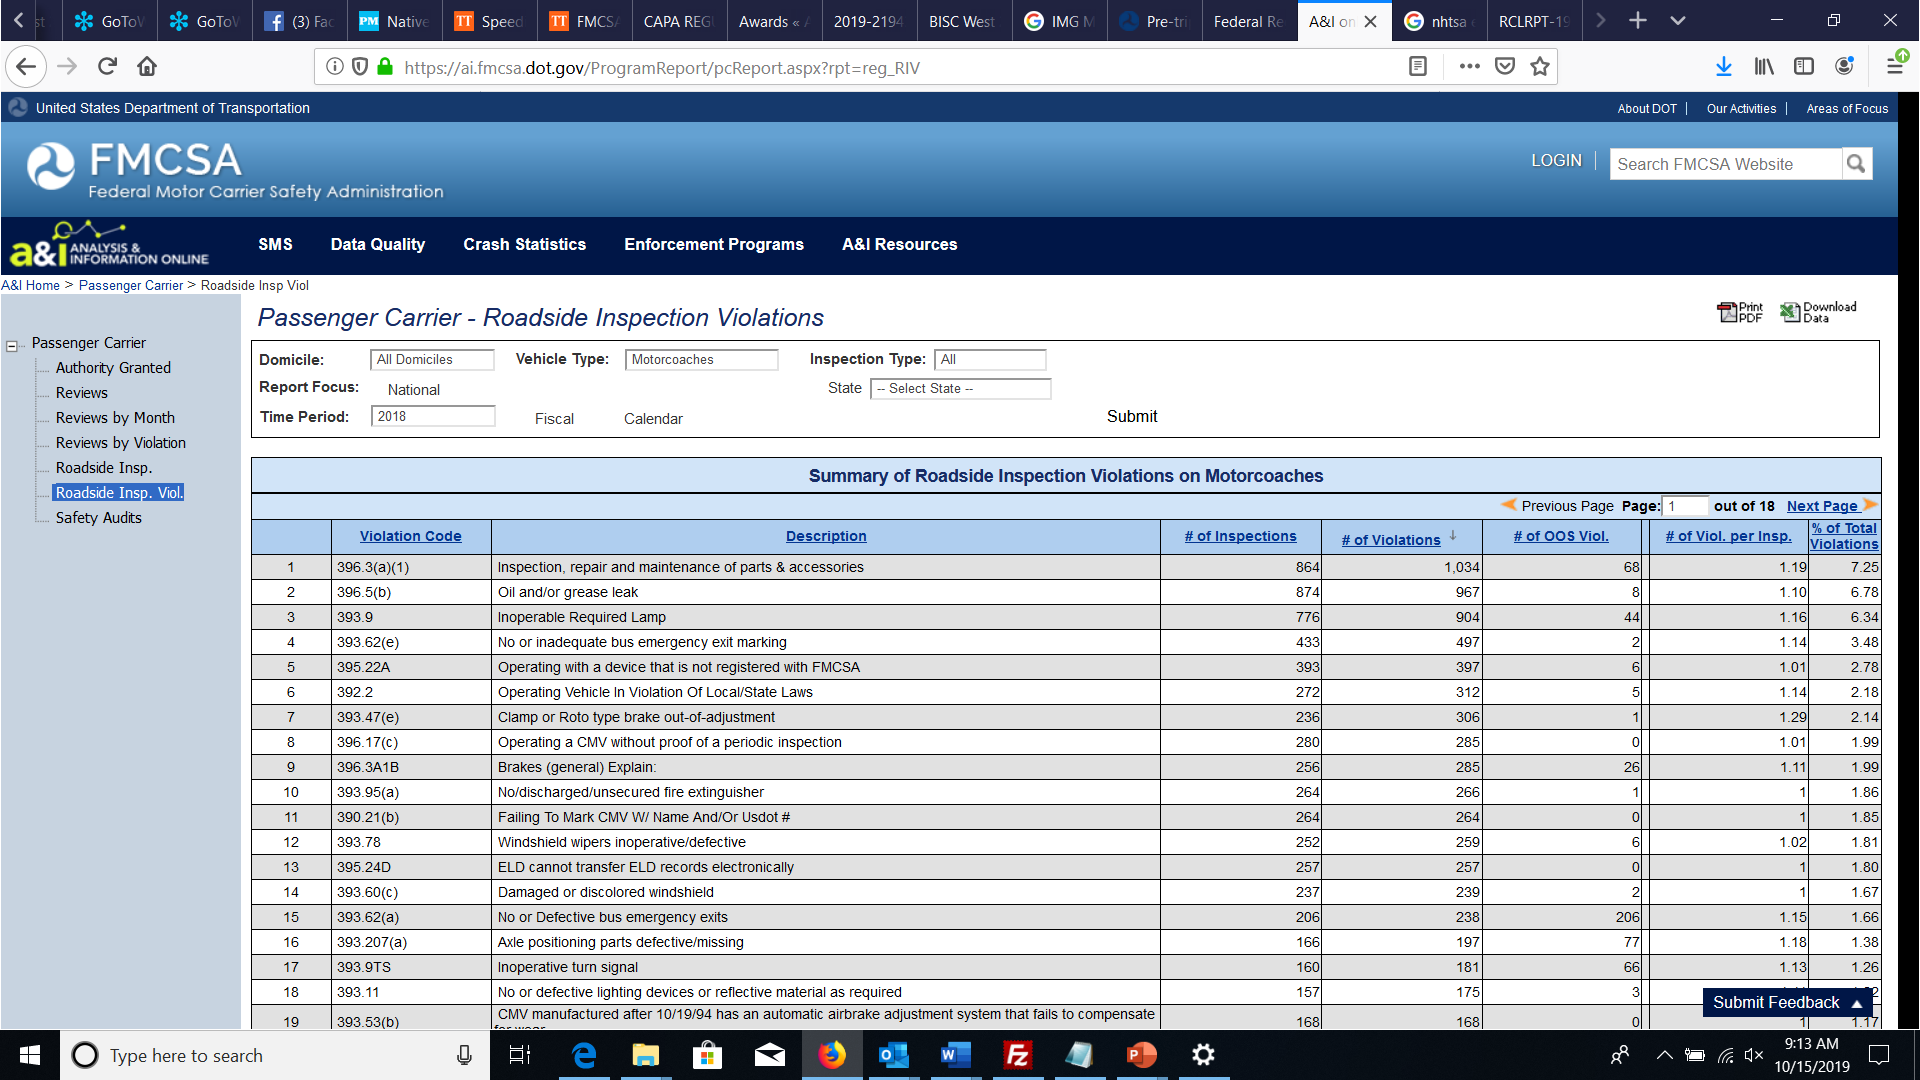 GoToW GoToW (3) Fac Native Speed FMCSA CAPA REG Awards « A 2019-2194 BISC West IMG M Pre-tri Federal Re A&I on nhtsa RCLRPT-19
https://ai.fmcsa.dot.gov/ProgramReport/pcReport.aspx?rpt=reg_RIV
United States Department of Transportation About DOT | Our Activities | Areas of Focus
FMCSA
Federal Motor Carrier Safety Administration
LOGIN Search FMCSA Website
a&i ANALYSIS & INFORMATION ONLINE
SMS Data Quality Crash Statistics Enforcement Programs A&I Resources
A&I Home > Passenger Carrier > Roadside Insp Viol
Passenger Carrier
Authority Granted
Reviews
Reviews by Month
Reviews by Violation
Roadside Insp.
Roadside Insp. Viol.
Safety Audits
Passenger Carrier - Roadside Inspection Violations
Print PDF Download Data
Domicile: All Domiciles Vehicle Type: Motorcoaches Inspection Type: All
Report Focus: National State -- Select State --
Time Period: 2018 Fiscal Calendar Submit
Summary of Roadside Inspection Violations on Motorcoaches
Previous Page Page: 1 out of 18 Next Page
Violation Code Description # of Inspections # of Violations ↓ # of OOS Viol. # of Viol. per Insp. % of Total Violations
1 396.3(a)(1) Inspection, repair and maintenance of parts & accessories 864 1,034 68 1.19 7.25
2 396.5(b) Oil and/or grease leak 874 967 8 1.10 6.78
3 393.9 Inoperable Required Lamp 776 904 44 1.16 6.34
4 393.62(e) No or inadequate bus emergency exit marking 433 497 2 1.14 3.48
5 395.22A Operating with a device that is not registered with FMCSA 393 397 6 1.01 2.78
6 392.2 Operating Vehicle In Violation Of Local/State Laws 272 312 5 1.14 2.18
7 393.47(e) Clamp or Roto type brake out-of-adjustment 236 306 1 1.29 2.14
8 396.17(c) Operating a CMV without proof of a periodic inspection 280 285 0 1.01 1.99
9 396.3A1B Brakes (general) Explain: 256 285 26 1.11 1.99
10 393.95(a) No/discharged/unsecured fire extinguisher 264 266 1 1 1.86
11 390.21(b) Failing To Mark CMV W/ Name And/Or Usdot # 264 264 0 1 1.85
12 393.78 Windshield wipers inoperative/defective 252 259 6 1.02 1.81
13 395.24D ELD cannot transfer ELD records electronically 257 257 0 1 1.80
14 393.60(c) Damaged or discolored windshield 237 239 2 1 1.67
15 393.62(a) No or Defective bus emergency exits 206 238 206 1.15 1.66
16 393.207(a) Axle positioning parts defective/missing 166 197 77 1.18 1.38
17 393.9TS Inoperative turn signal 160 181 66 1.13 1.26
18 393.11 No or defective lighting devices or reflective material as required 157 175 3
19 393.53(b) CMV manufactured after 10/19/94 has an automatic airbrake adjustment system that fails to compensate 168 168 0 1 1.17
Submit Feedback
Type here to search
9:13 AM
10/15/2019